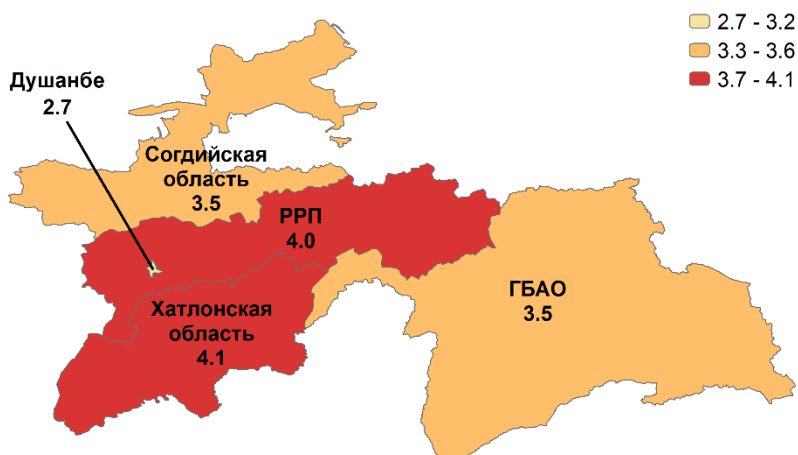 2.7 - 3.2
3.3 - 3.6
3.7 - 4.1
Душанбе
2.7
Согдийская
область
3.5
РРП
4.0
ГБАО
3.5
Хатлонская
область
4.1